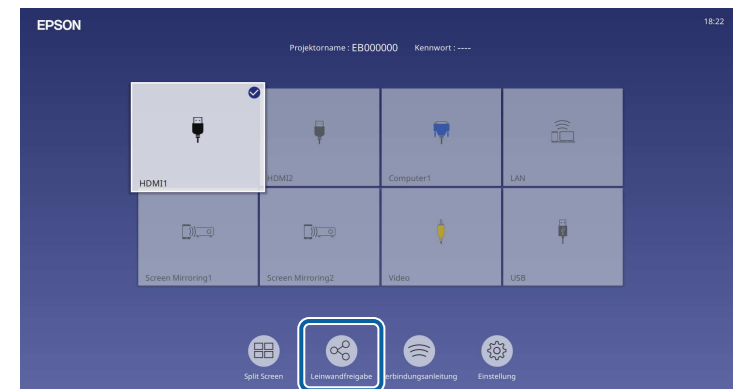 EPSON
18:22
Projektorname : EB000000 Kennwort : ----
HDMI1
HDMI2
Computer1
LAN
Screen Mirroring1
Screen Mirroring2
Video
USB
Split Screen
Leinwandfreigabe
erbindungsanleitung
Einstellung